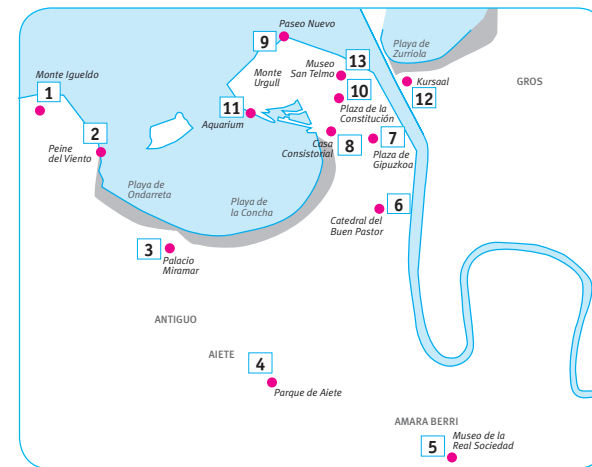 Paseo Nuevo
9
Playa de
Zurriola
Museo
San Telmo
13
Monte
Urgull
Monte Igueldo
1
Kursaal
12
GROS
10
Plaza de la
Constitución
11
Aquarium
2
Peine
del Viento
Casa
Consistorial
8
7
Plaza de
Gipuzkoa
Playa de
Ondarreta
Playa de
la Concha
6
Catedral del
Buen Pastor
3
Palacio
Miramar
ANTIGUO
AIETE
4
Parque de Aiete
AMARA BERRI
5
Museo de la
Real Sociedad